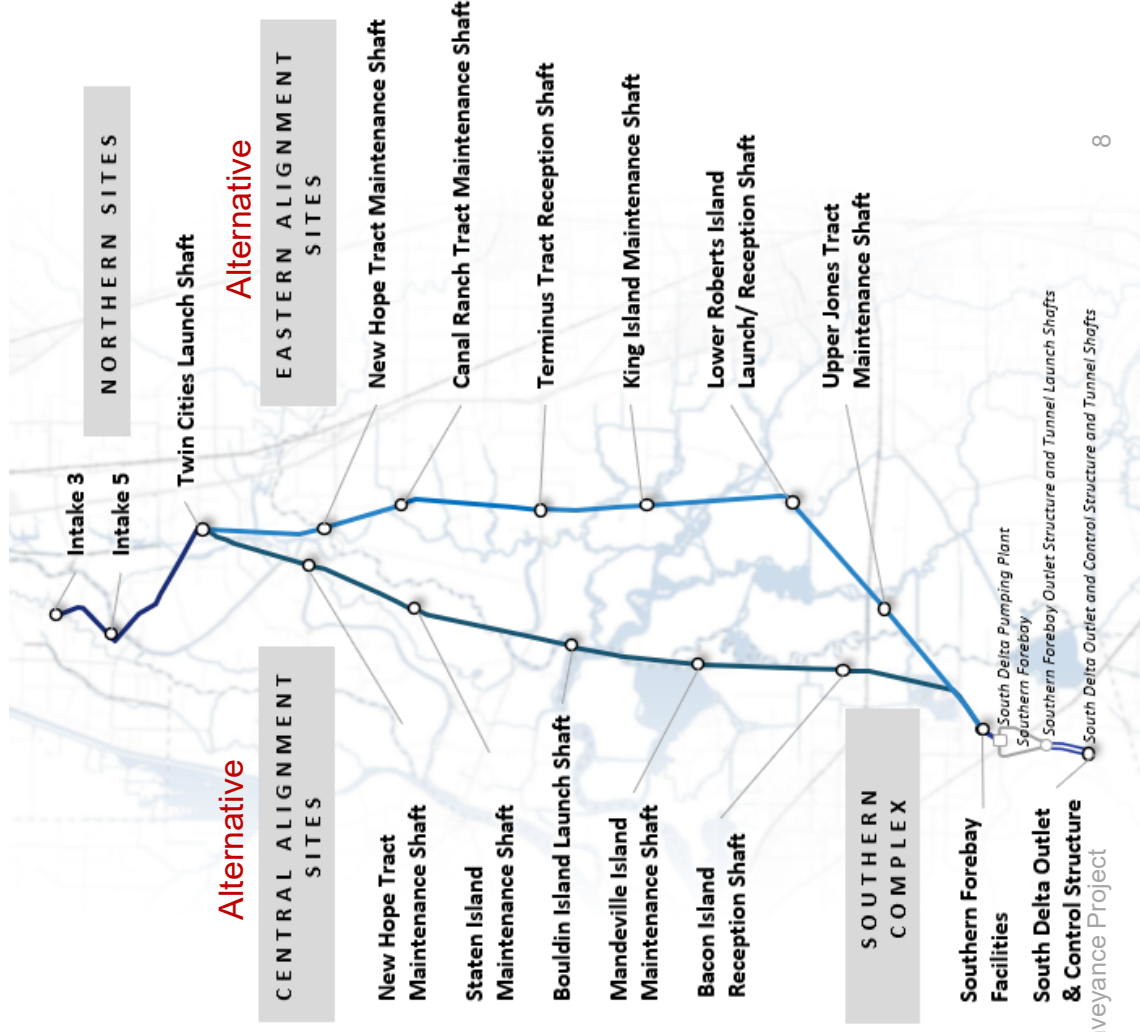 NORTHERN SITES
Intake 3
Intake 5
Twin Cities Launch Shaft
Alternative
CENTRAL ALIGNMENT
SITES
New Hope Tract
Maintenance Shaft
Staten Island
Maintenance Shaft
Bouldin Island Launch Shaft
Mandeville Island
Maintenance Shaft
Bacon Island
Reception Shaft
Alternative
EASTERN ALIGNMENT
SITES
New Hope Tract Maintenance Shaft
Canal Ranch Tract Maintenance Shaft
Terminus Tract Reception Shaft
King Island Maintenance Shaft
Lower Roberts Island
Launch/ Reception Shaft
Upper Jones Tract
Maintenance Shaft
SOUTHERN
COMPLEX
Southern Forebay
Facilities
South Delta Outlet
& Control Structure
South Delta Pumping Plant
Southern Forebay
Southern Forebay Outlet Structure and Tunnel Launch Shafts
South Delta Outlet and Control Structure and Tunnel Shafts
veyance Project
8